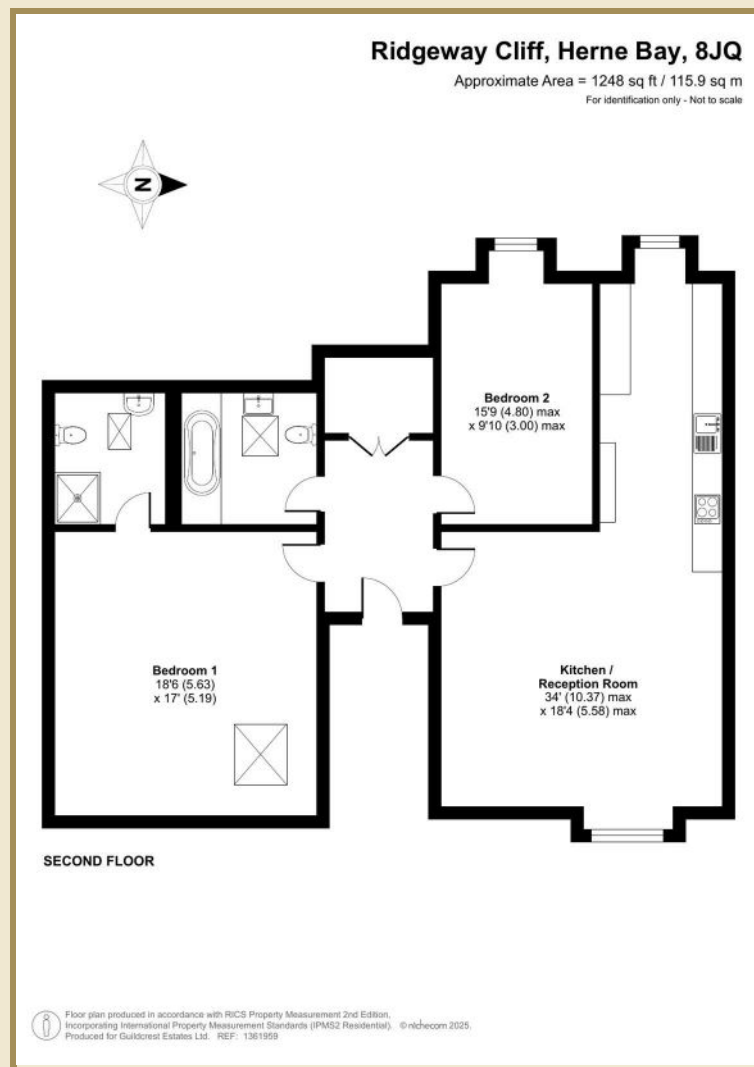 Ridgeway Cliff, Herne Bay, 8JQ
Approximate Area = 1248 sq ft / 115.9 sq m
For identification only - Not to scale
N
Bedroom 2
15'9 (4.80) max
x 9'10 (3.00) max
Bedroom 1
18'6 (5.63)
x 17' (5.19)
Kitchen /
Reception Room
34' (10.37) max
x 18'4 (5.58) max
SECOND FLOOR
Floor plan produced in accordance with RICS Property Measurement 2nd Edition,
Incorporating International Property Measurement Standards (IPMS2 Residential). © nichecom 2025.
Produced for Guildcrest Estates Ltd. REF: 1361959